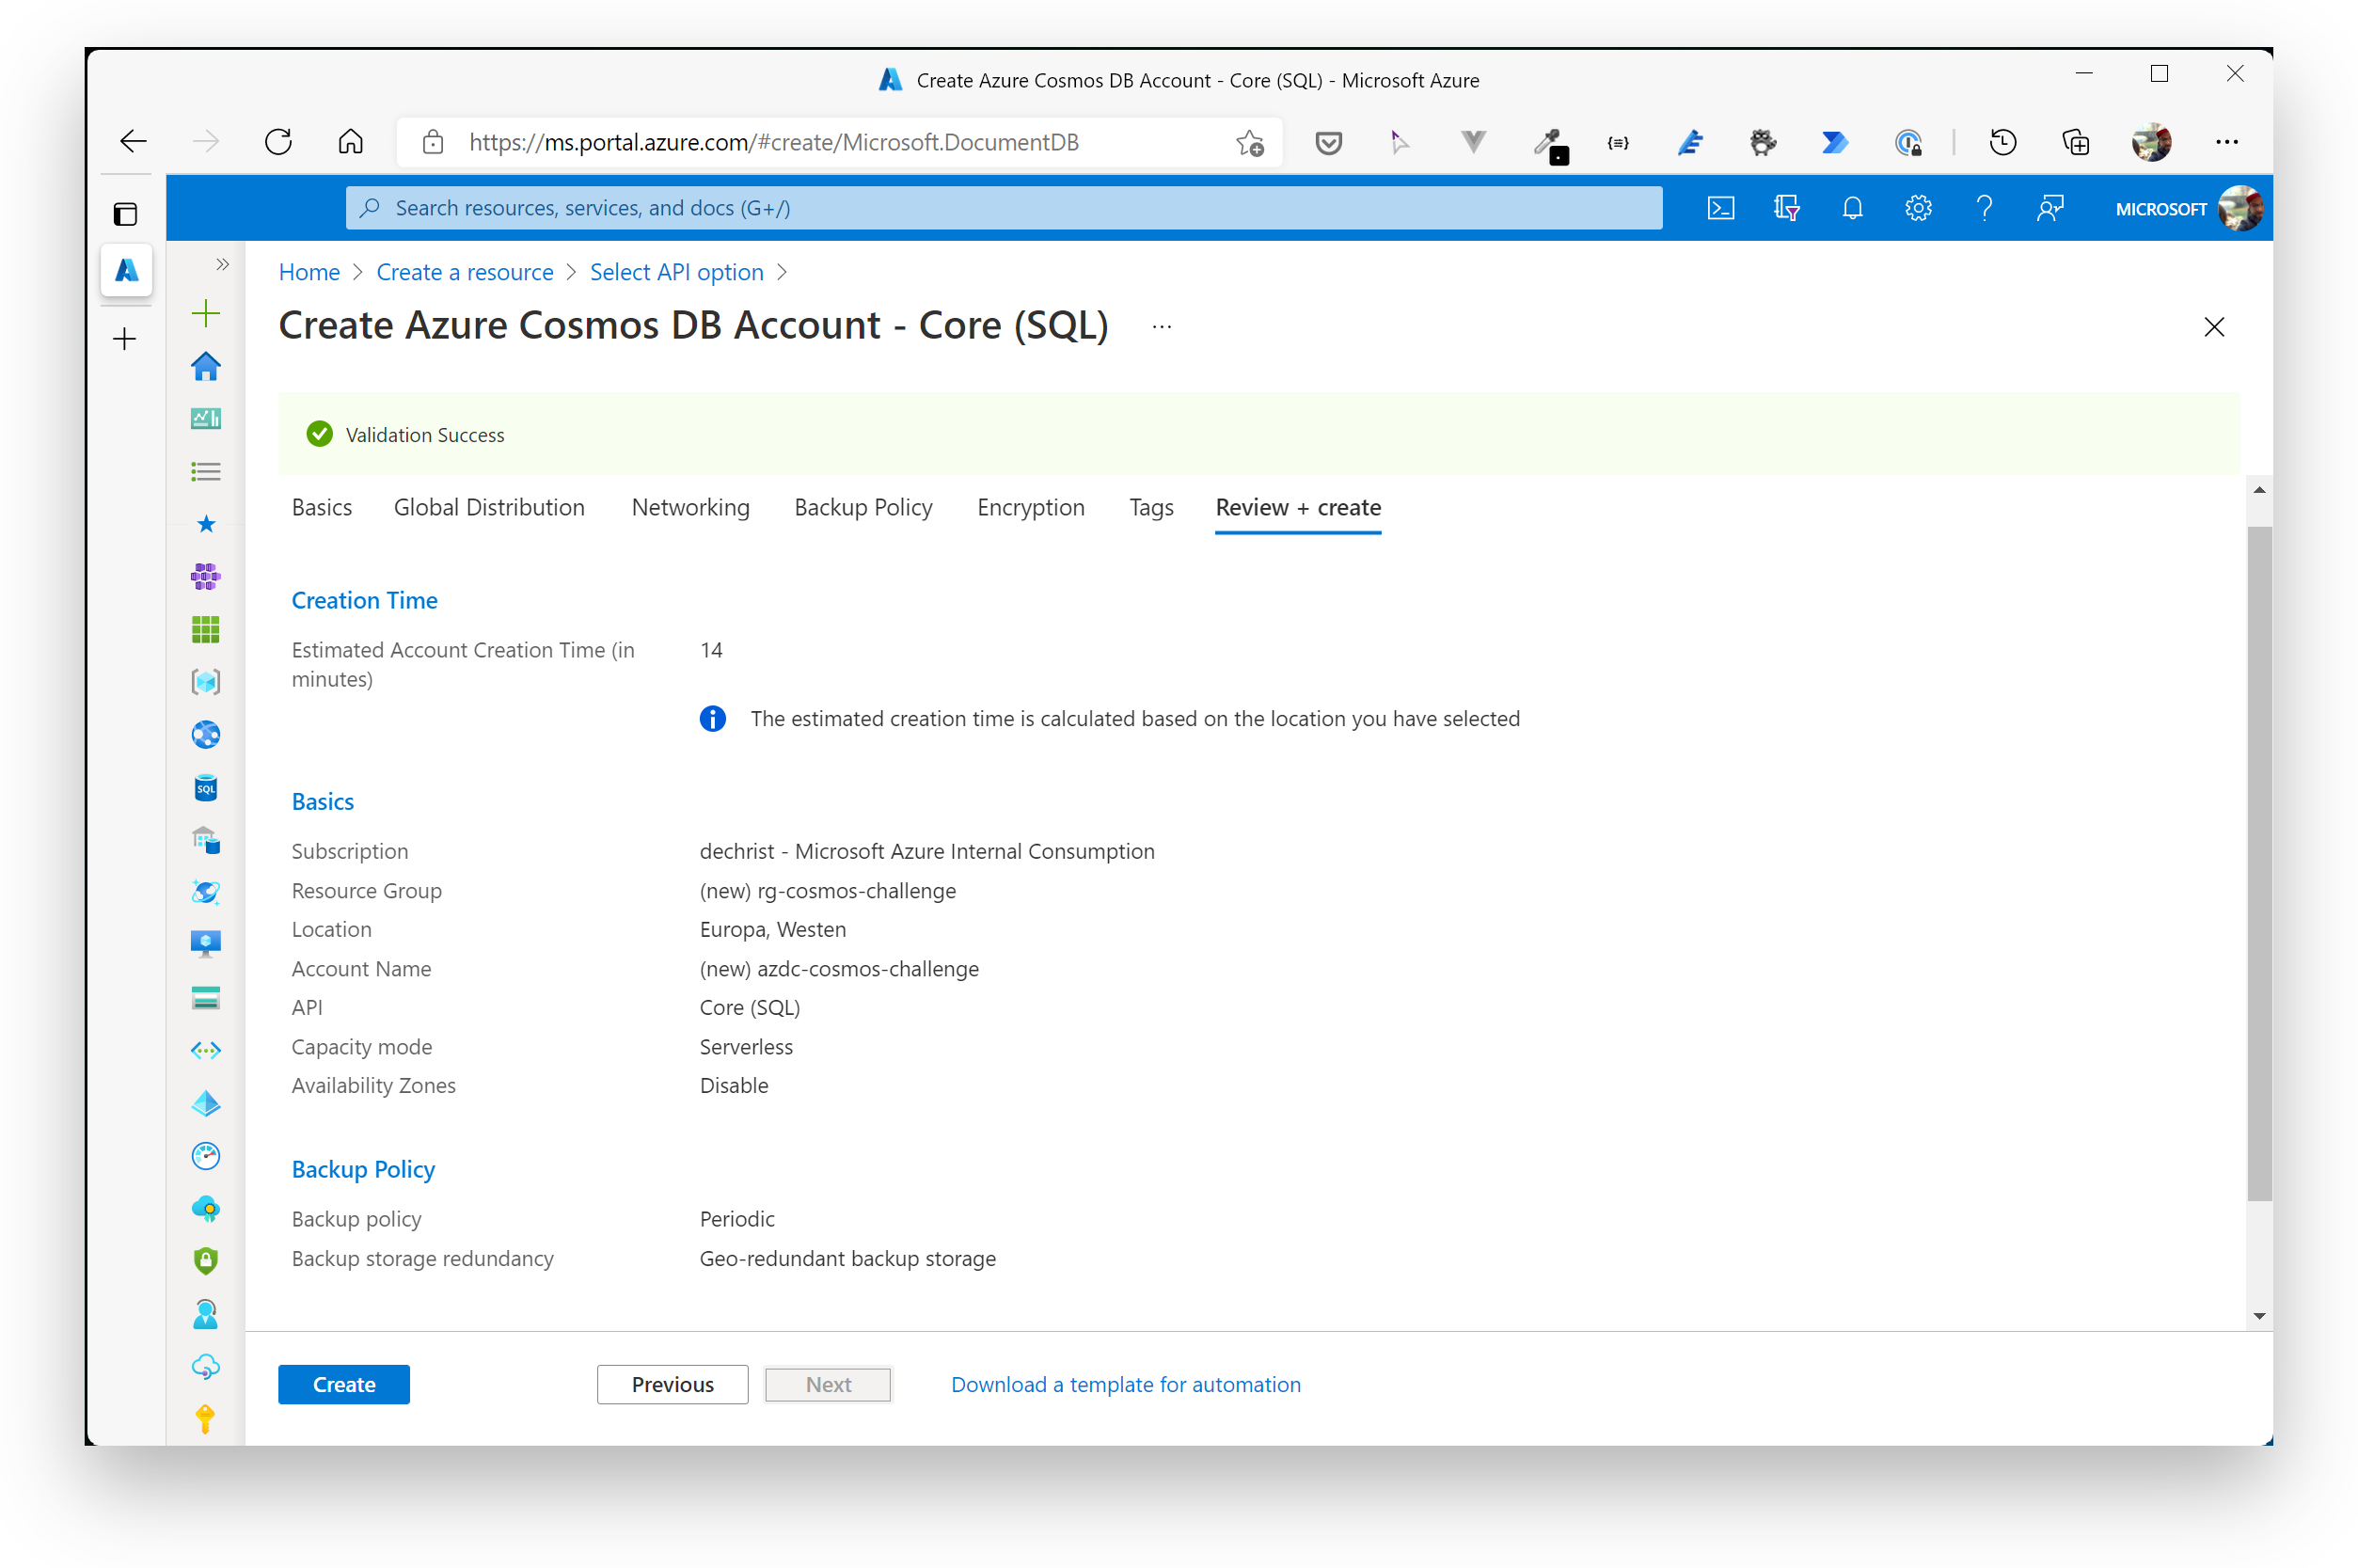 Create Azure Cosmos DB Account - Core (SQL) - Microsoft Azure
https://ms.portal.azure.com/#create/Microsoft.DocumentDB
Search resources, services, and docs (G+/)
MICROSOFT
Home > Create a resource > Select API option >
Create Azure Cosmos DB Account - Core (SQL) ...
Validation Success
Basics Global Distribution Networking Backup Policy Encryption Tags Review + create
Creation Time
Estimated Account Creation Time (in
minutes)
14
The estimated creation time is calculated based on the location you have selected
Basics
Subscription dechrist - Microsoft Azure Internal Consumption
Resource Group (new) rg-cosmos-challenge
Location Europa, Westen
Account Name (new) azdc-cosmos-challenge
API Core (SQL)
Capacity mode Serverless
Availability Zones Disable
Backup Policy
Backup policy Periodic
Backup storage redundancy Geo-redundant backup storage
Create Previous Next Download a template for automation
SQL